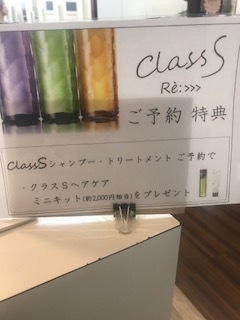 classS
Rè:>>>
ご予約 特典
classSシャンプー・トリートメント ご予約で
・クラスSヘアケア
ミニキット(約2,000円相当)をプレゼント